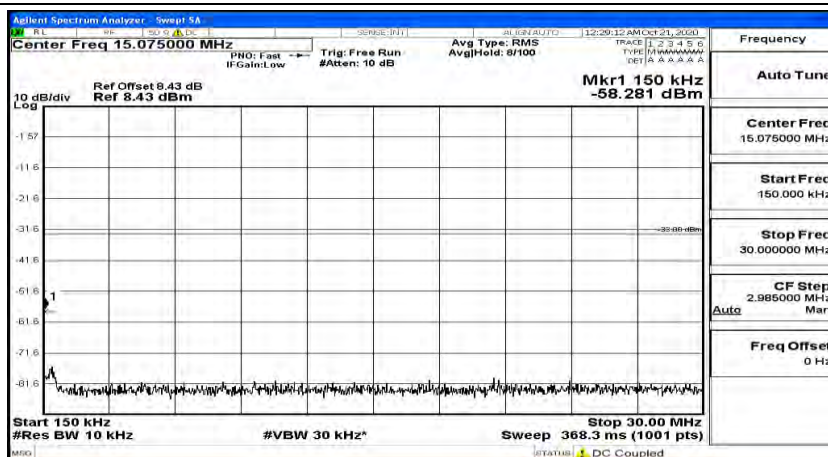 Agilent Spectrum Analyzer - Swept SA
RL RF 50 Ω DC SENSE:INT ALIGN AUTO 12:29:12 AM Oct 21, 2020
Center Freq 15.075000 MHz
PNO: Fast
IFGain:Low
Trig: Free Run
#Atten: 10 dB
Avg Type: RMS
Avg|Hold: 8/100
TRACE 1 2 3 4 5 6
TYPE MWWWWW
DET A A A A A A
Ref Offset 8.43 dB
Ref 8.43 dBm
10 dB/div
Log
Mkr1 150 kHz
-58.281 dBm
-1.57
-11.6
-21.6
-31.6
-33.00 dBm
-41.6
-51.6
1
-61.6
-71.6
-81.6
Start 150 kHz
Stop 30.00 MHz
#Res BW 10 kHz
#VBW 30 kHz*
Sweep 368.3 ms (1001 pts)
MSG
STATUS
DC Coupled
Frequency
Auto Tune
Center Freq
15.075000 MHz
Start Freq
150.000 kHz
Stop Freq
30.000000 MHz
CF Step
2.985000 MHz
Auto Man
Freq Offset
0 Hz